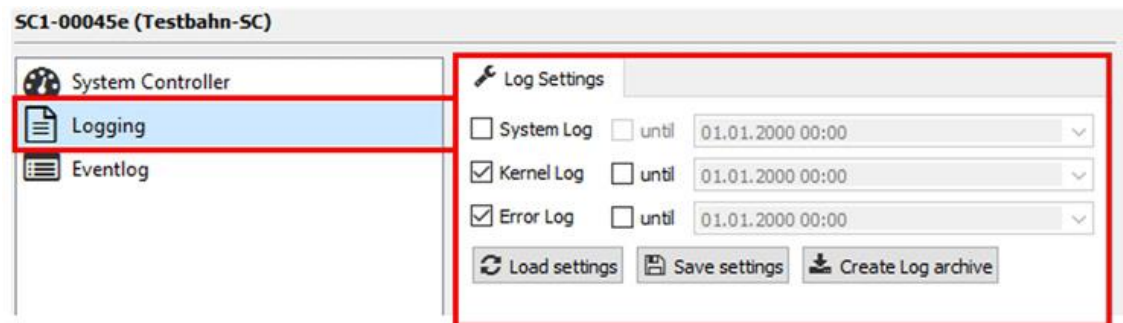 SC1-00045e (Testbahn-SC)
System Controller
Logging
Eventlog
Log Settings
System Log until 01.01.2000 00:00
Kernel Log until 01.01.2000 00:00
Error Log until 01.01.2000 00:00
Load settings Save settings Create Log archive